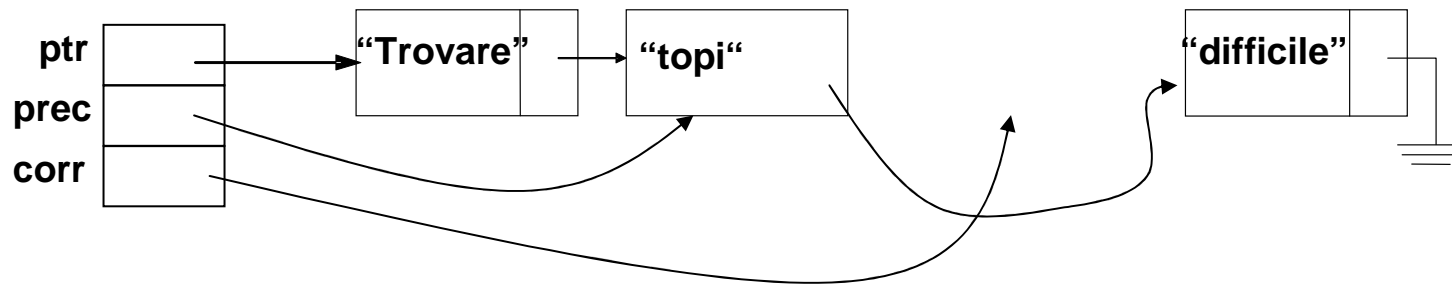 ptr
prec
corr
“Trovare”
“topi“
“difficile”